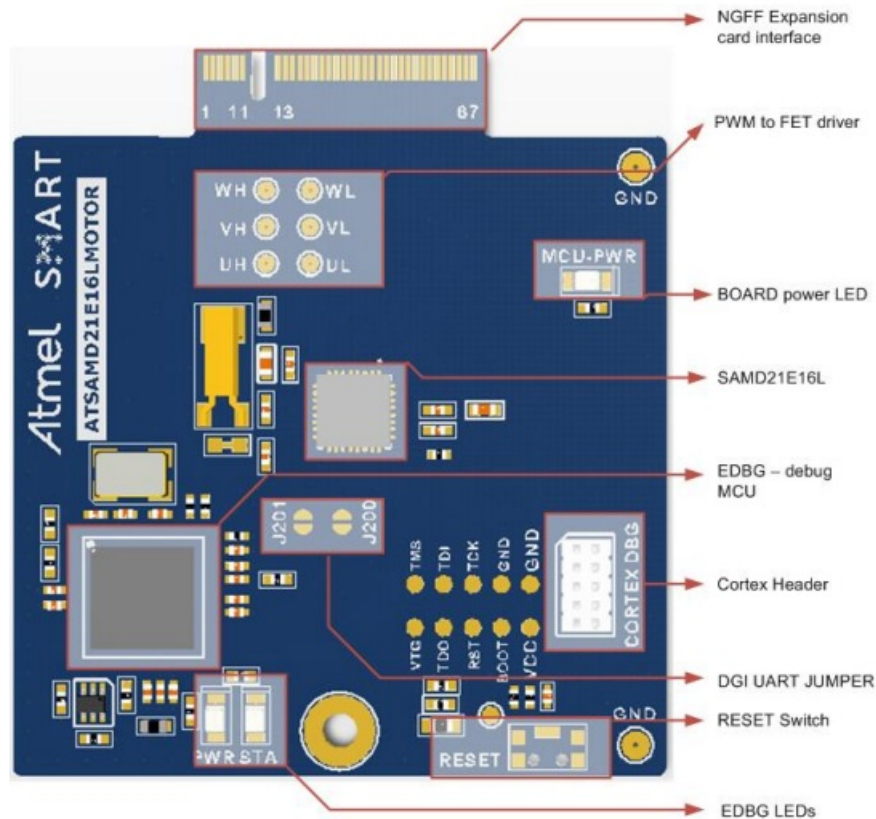 NGFF Expansion
card interface
1 11 13 67
PWM to FET driver
Atmel SMART
ATSAMD21E16LMOTOR
WH WL
VH VL
UH UL
GND
MCU-PWR
BOARD power LED
SAMD21E16L
EDBG – debug
MCU
J201 J200
TMS TDI TCK GND GND
CORTEX DBG
Cortex Header
VTG TDO RST BOOT VCC
DGI UART JUMPER
RESET Switch
GND
PWR STA
RESET
EDBG LEDs